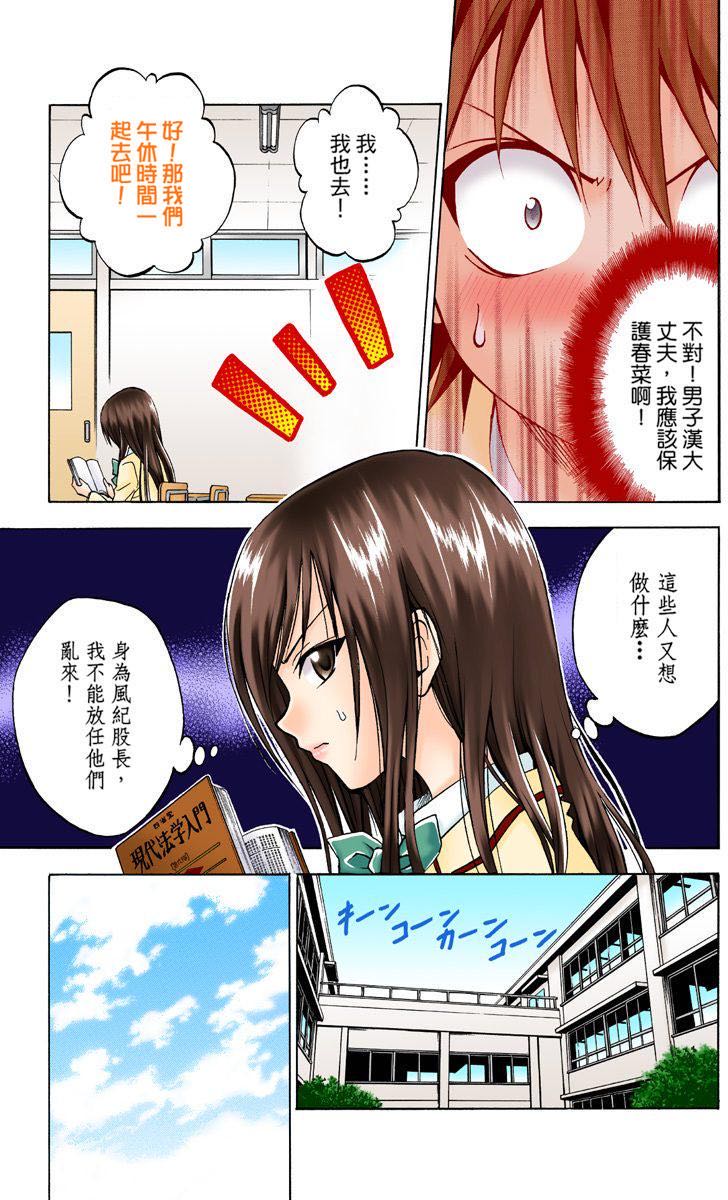 不對！男子漢大
丈夫，我應該保
護春菜啊！
我……
我也去！
好！那我們
午休時間一
起去吧！
這些人又想
做什麼…
身為風紀股長，
我不能放任他們
亂來！
現代法学入門
キーン
コーン
カーン
コーン